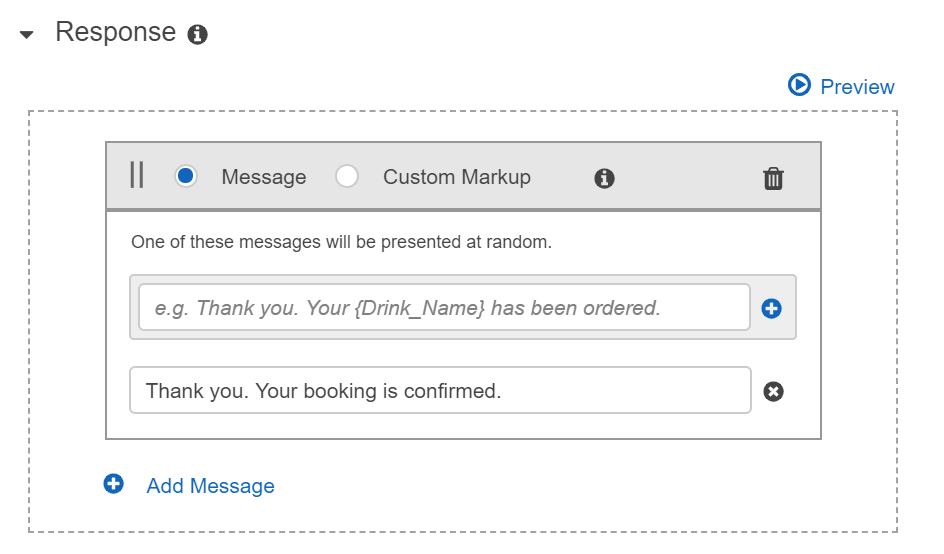 Response
Preview
Message Custom Markup
One of these messages will be presented at random.
e.g. Thank you. Your {Drink_Name} has been ordered.
Thank you. Your booking is confirmed.
Add Message